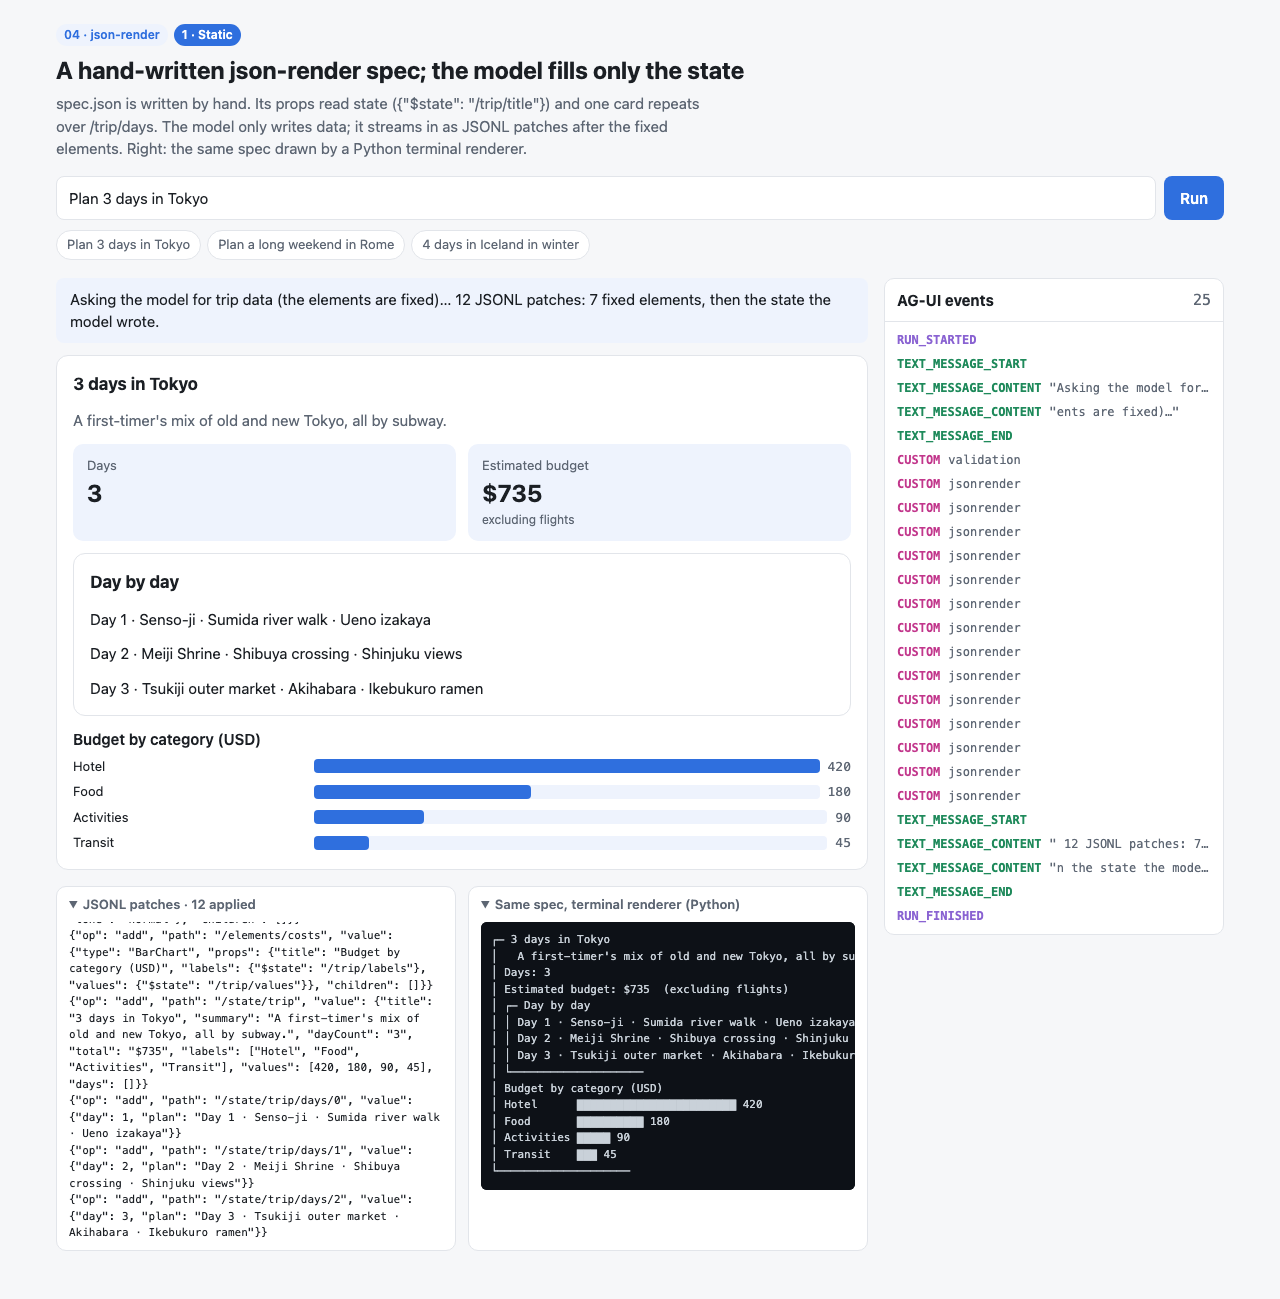 04 · json-render
1 · Static
A hand-written json-render spec; the model fills only the state
spec.json is written by hand. Its props read state ({"$state": "/trip/title"}) and one card repeats
over /trip/days. The model only writes data; it streams in as JSONL patches after the fixed
elements. Right: the same spec drawn by a Python terminal renderer.
Plan 3 days in Tokyo
Run
Plan 3 days in Tokyo
Plan a long weekend in Rome
4 days in Iceland in winter
Asking the model for trip data (the elements are fixed)... 12 JSONL patches: 7 fixed elements, then the state the
model wrote.
3 days in Tokyo
A first-timer's mix of old and new Tokyo, all by subway.
Days
3
Estimated budget
$735
excluding flights
Day by day
Day 1 · Senso-ji · Sumida river walk · Ueno izakaya
Day 2 · Meiji Shrine · Shibuya crossing · Shinjuku views
Day 3 · Tsukiji outer market · Akihabara · Ikebukuro ramen
Budget by category (USD)
Hotel 420
Food 180
Activities 90
Transit 45
▼ JSONL patches · 12 applied
{"op": "add", "path": "/elements/costs", "value":
{"type": "BarChart", "props": {"title": "Budget by
category (USD)", "labels": {"$state": "/trip/labels"},
"values": {"$state": "/trip/values"}}, "children": []}}
{"op": "add", "path": "/state/trip", "value": {"title":
"3 days in Tokyo", "summary": "A first-timer's mix of
old and new Tokyo, all by subway.", "dayCount": "3",
"total": "$735", "labels": ["Hotel", "Food",
"Activities", "Transit"], "values": [420, 180, 90, 45],
"days": []}}
{"op": "add", "path": "/state/trip/days/0", "value":
{"day": 1, "plan": "Day 1 · Senso-ji · Sumida river walk
· Ueno izakaya"}}
{"op": "add", "path": "/state/trip/days/1", "value":
{"day": 2, "plan": "Day 2 · Meiji Shrine · Shibuya
crossing · Shinjuku views"}}
{"op": "add", "path": "/state/trip/days/2", "value":
{"day": 3, "plan": "Day 3 · Tsukiji outer market ·
Akihabara · Ikebukuro ramen"}}
▼ Same spec, terminal renderer (Python)
3 days in Tokyo
A first-timer's mix of old and new Tokyo, all by su
Days: 3
Estimated budget: $735 (excluding flights)
Day by day
Day 1 · Senso-ji · Sumida river walk · Ueno izakaya
Day 2 · Meiji Shrine · Shibuya crossing · Shinjuku
Day 3 · Tsukiji outer market · Akihabara · Ikebukur
Budget by category (USD)
Hotel 420
Food 180
Activities 90
Transit 45
AG-UI events 25
RUN_STARTED
TEXT_MESSAGE_START
TEXT_MESSAGE_CONTENT "Asking the model for…
TEXT_MESSAGE_CONTENT "ents are fixed)…"
TEXT_MESSAGE_END
CUSTOM validation
CUSTOM jsonrender
CUSTOM jsonrender
CUSTOM jsonrender
CUSTOM jsonrender
CUSTOM jsonrender
CUSTOM jsonrender
CUSTOM jsonrender
CUSTOM jsonrender
CUSTOM jsonrender
CUSTOM jsonrender
CUSTOM jsonrender
CUSTOM jsonrender
CUSTOM jsonrender
CUSTOM jsonrender
TEXT_MESSAGE_START
TEXT_MESSAGE_CONTENT " 12 JSONL patches: 7…
TEXT_MESSAGE_CONTENT "n the state the mode…
TEXT_MESSAGE_END
RUN_FINISHED